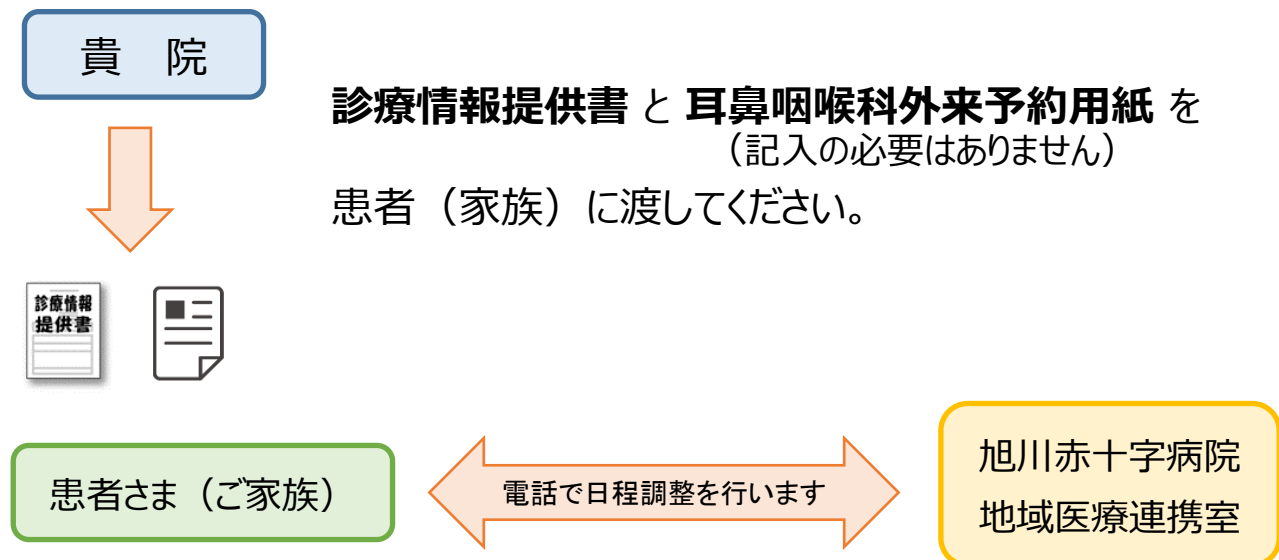 貴　院
診療情報提供書 と 耳鼻咽喉科外来予約用紙 を
（記入の必要はありません）
患者（家族）に渡してください。
診療情報
提供書
患者さま（ご家族）
電話で日程調整を行います
旭川赤十字病院
地域医療連携室